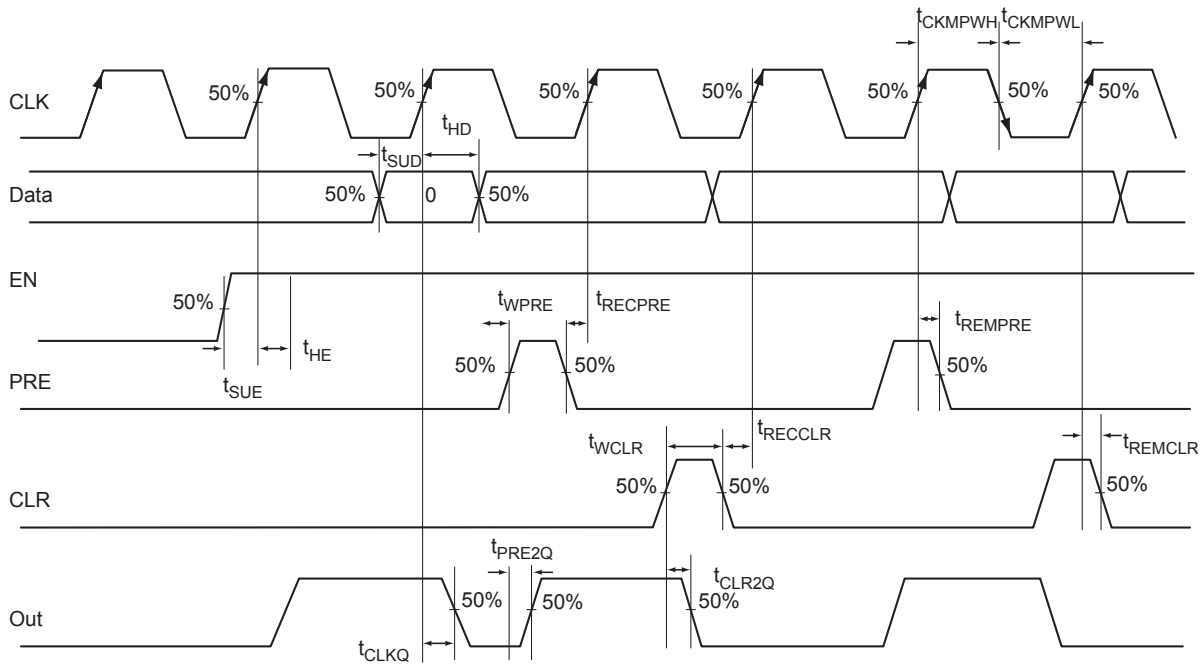 tCKMPWH tCKMPWL
CLK
50% 50% 50% 50% 50% 50% 50%
tHD
tSUD
Data
50% 0 50%
EN
50%
tWPRE tRECPRE
tREMPRE
tHE
tSUE
PRE
50% 50% 50%
tWCLR tRECCLR
tREMCLR
CLR
50% 50% 50%
tPRE2Q
tCLR2Q
Out
50% 50% 50%
tCLKQ